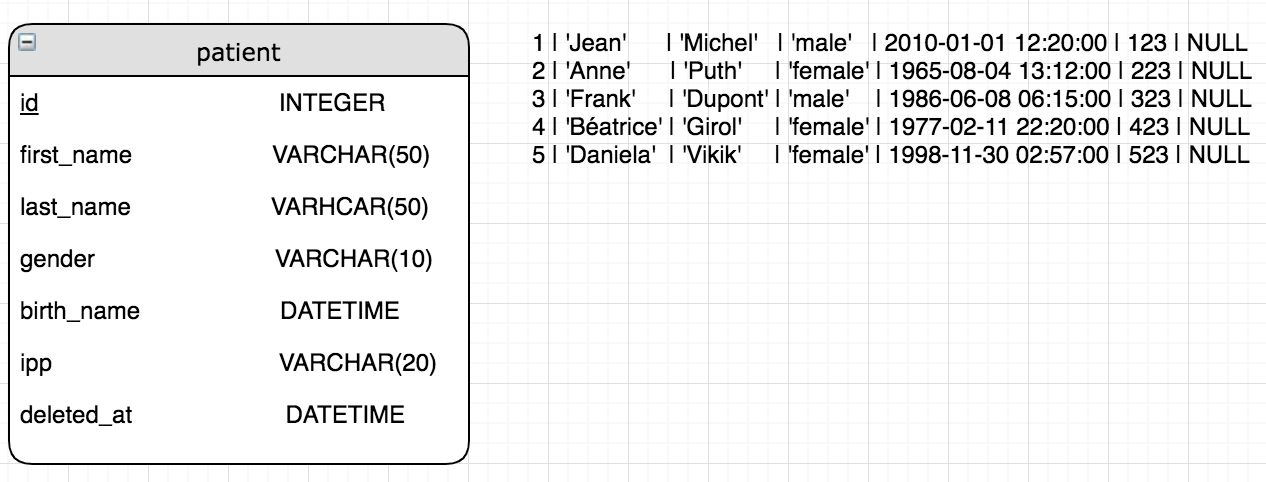 patient
id INTEGER
first_name VARCHAR(50)
last_name VARHCAR(50)
gender VARCHAR(10)
birth_name DATETIME
ipp VARCHAR(20)
deleted_at DATETIME
1 | 'Jean' | 'Michel' | 'male' | 2010-01-01 12:20:00 | 123 | NULL
2 | 'Anne' | 'Puth' | 'female' | 1965-08-04 13:12:00 | 223 | NULL
3 | 'Frank' | 'Dupont' | 'male' | 1986-06-08 06:15:00 | 323 | NULL
4 | 'Béatrice' | 'Girol' | 'female' | 1977-02-11 22:20:00 | 423 | NULL
5 | 'Daniela' | 'Vikik' | 'female' | 1998-11-30 02:57:00 | 523 | NULL